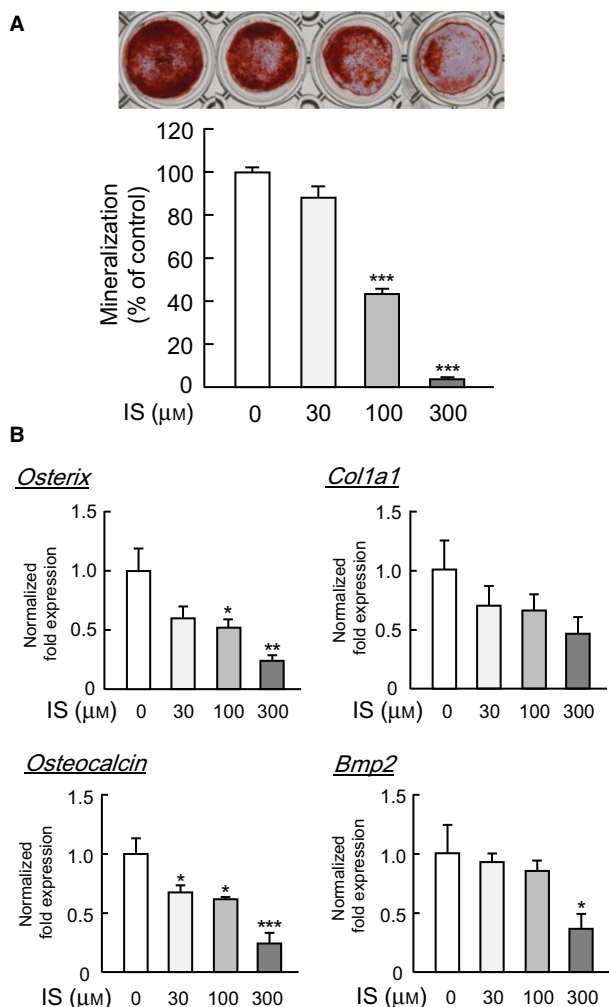 A
120
100
80
60
40
20
0
Mineralization
(% of control)
***
***
IS (μM) 0 30 100 300
B
Osterix
1.5
1.0
0.5
0
Normalized
fold expression
*
**
IS (μM) 0 30 100 300
Col1a1
1.5
1.0
0.5
0
Normalized
fold expression
IS (μM) 0 30 100 300
Osteocalcin
1.5
1.0
0.5
0
Normalized
fold expression
*
*
***
IS (μM) 0 30 100 300
Bmp2
1.5
1.0
0.5
0
Normalized
fold expression
*
IS (μM) 0 30 100 300